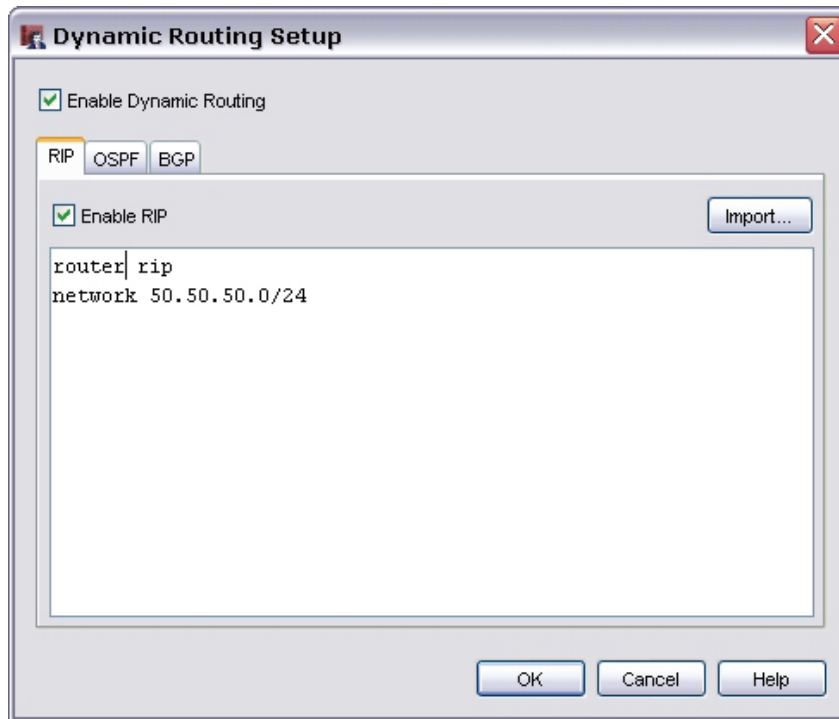 Dynamic Routing Setup
Enable Dynamic Routing
RIP OSPF BGP
Enable RIP Import...
router rip
network 50.50.50.0/24
OK Cancel Help